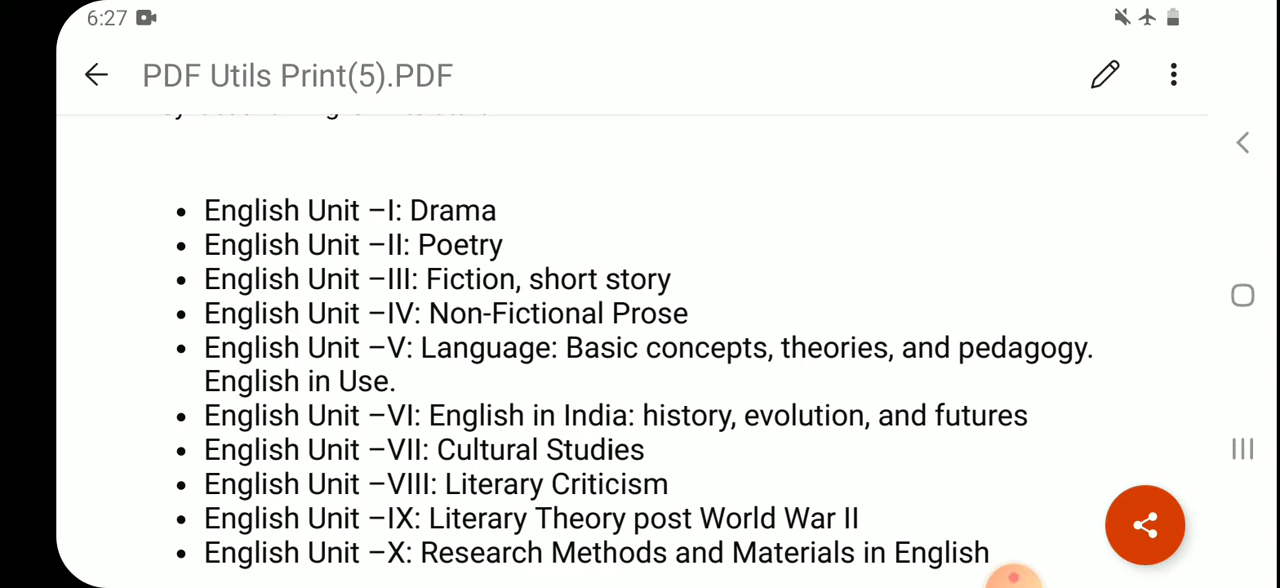 6:27
PDF Utils Print(5).PDF
• English Unit –I: Drama
• English Unit –II: Poetry
• English Unit –III: Fiction, short story
• English Unit –IV: Non-Fictional Prose
• English Unit –V: Language: Basic concepts, theories, and pedagogy.
English in Use.
• English Unit –VI: English in India: history, evolution, and futures
• English Unit –VII: Cultural Studies
• English Unit –VIII: Literary Criticism
• English Unit –IX: Literary Theory post World War II
• English Unit –X: Research Methods and Materials in English